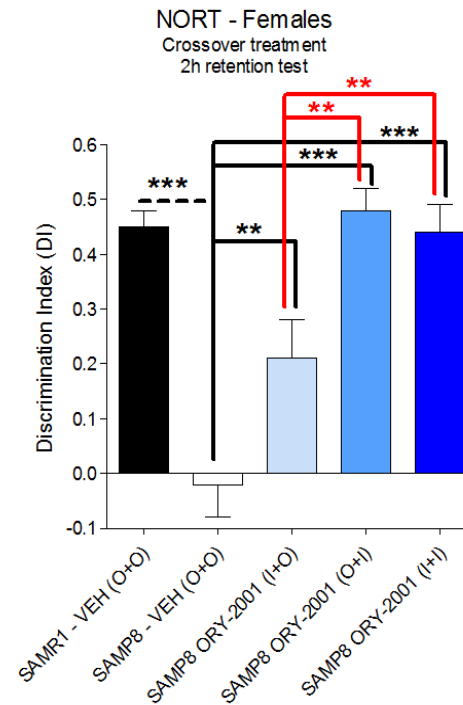 NORT - Females
Crossover treatment
2h retention test
**
**
***
***
***
**
0.6
0.5
0.4
0.3
0.2
0.1
0.0
-0.1
Discrimination Index (DI)
SAMR1 - VEH (O+O)
SAMP8 - VEH (O+O)
SAMP8 ORY-2001 (I+O)
SAMP8 ORY-2001 (O+I)
SAMP8 ORY-2001 (I+I)